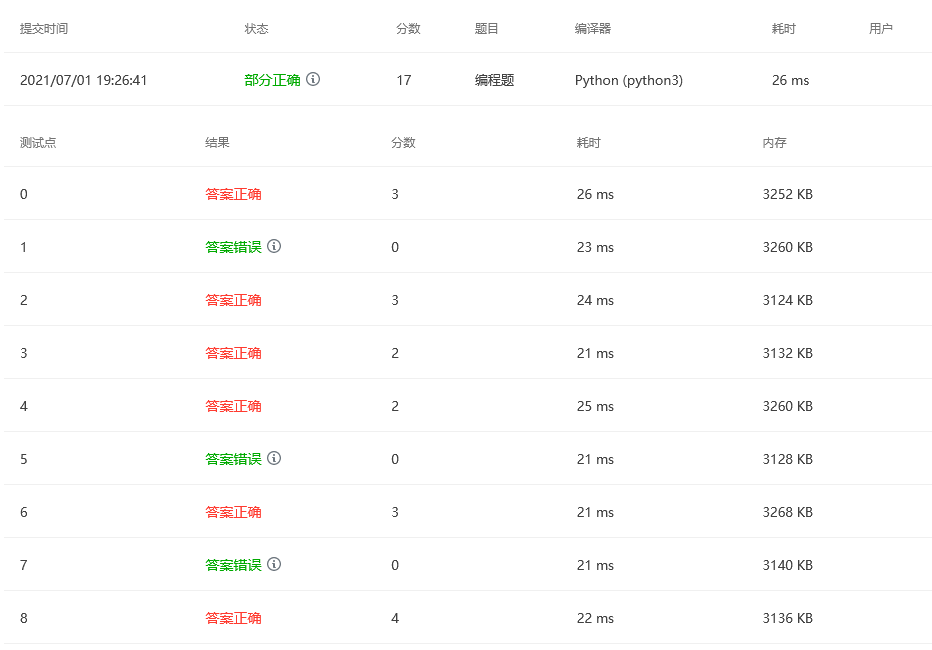 提交时间 状态 分数 题目 编译器 耗时 用户
2021/07/01 19:26:41 部分正确 17 编程题 Python (python3) 26 ms
测试点 结果 分数 耗时 内存
0 答案正确 3 26 ms 3252 KB
1 答案错误 0 23 ms 3260 KB
2 答案正确 3 24 ms 3124 KB
3 答案正确 2 21 ms 3132 KB
4 答案正确 2 25 ms 3260 KB
5 答案错误 0 21 ms 3128 KB
6 答案正确 3 21 ms 3268 KB
7 答案错误 0 21 ms 3140 KB
8 答案正确 4 22 ms 3136 KB